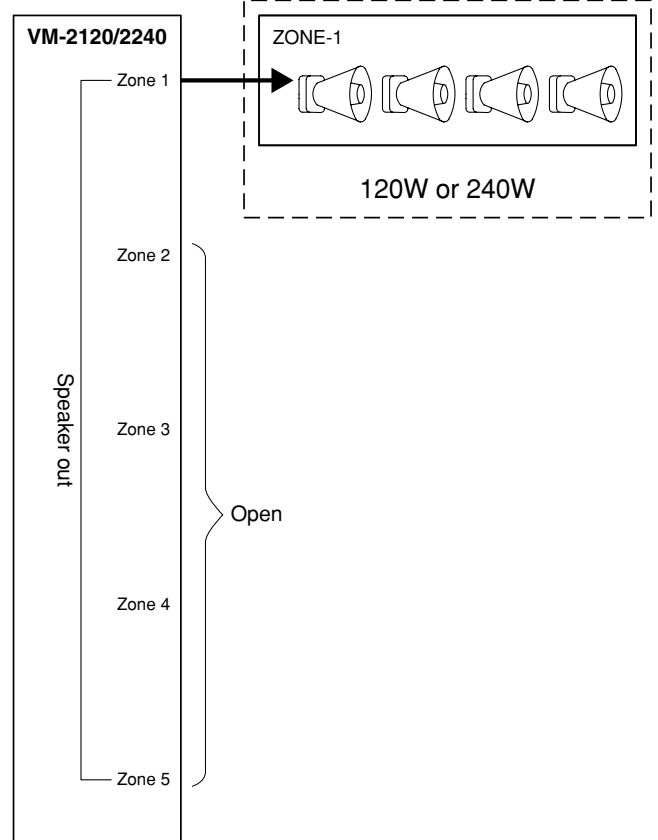 VM-2120/2240
ZONE-1
Zone 1
120W or 240W
Zone 2
Speaker out
Zone 3
Open
Zone 4
Zone 5